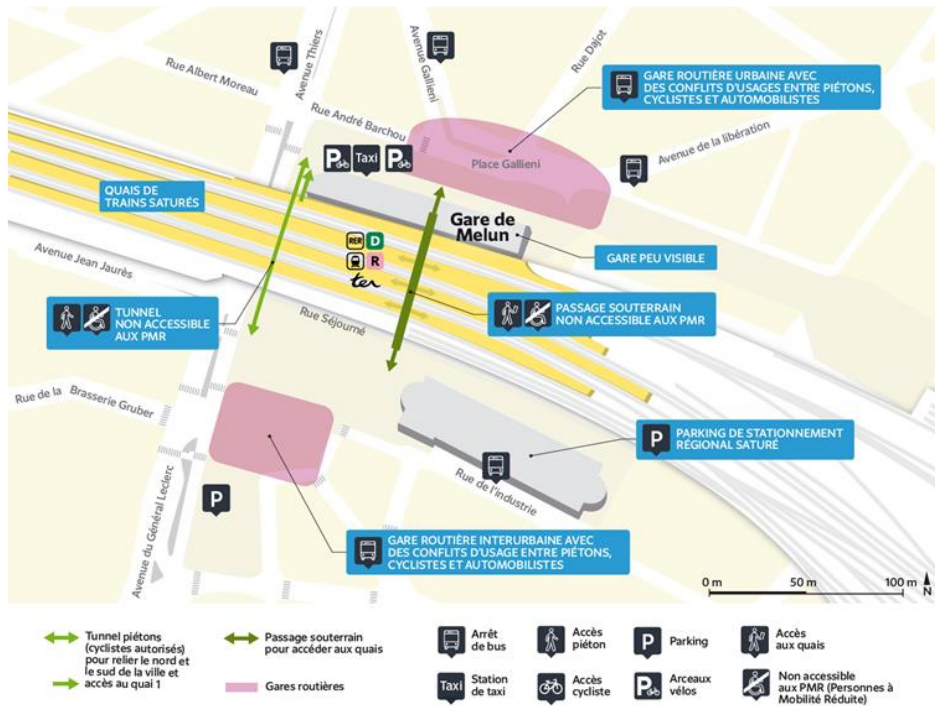 Avenue Thiers
Rue Albert Moreau
Avenue Gallieni
Rue Dajot
GARE ROUTIÈRE URBAINE AVEC
DES CONFLITS D'USAGES ENTRE PIÉTONS,
CYCLISTES ET AUTOMOBILISTES
Rue André Barchou
Avenue de la libération
P Taxi P
Place Gallieni
QUAIS DE
TRAINS SATURÉS
Gare de
Melun
RER D
R
ter
GARE PEU VISIBLE
Avenue Jean Jaurès
TUNNEL
NON ACCESSIBLE
AUX PMR
Rue Séjourné
PASSAGE SOUTERRAIN
NON ACCESSIBLE AUX PMR
Rue de la Brasserie Gruber
P PARKING DE STATIONNEMENT
RÉGIONAL SATURÉ
Rue de l'industrie
P
Avenue du Général Leclerc
GARE ROUTIÈRE INTERURBAINE AVEC
DES CONFLITS D'USAGE ENTRE PIÉTONS,
CYCLISTES ET AUTOMOBILISTES
0 m 50 m 100 m N
Tunnel piétons
(cyclistes autorisés)
pour relier le nord et
le sud de la ville et
accès au quai 1
Passage souterrain
pour accéder aux quais
Gares routières
Arrêt
de bus
Taxi Station
de taxi
Accès
piéton
Accès
cycliste
P Parking
P Arceaux
vélos
Accès
aux quais
Non accessible
aux PMR (Personnes à
Mobilité Réduite)